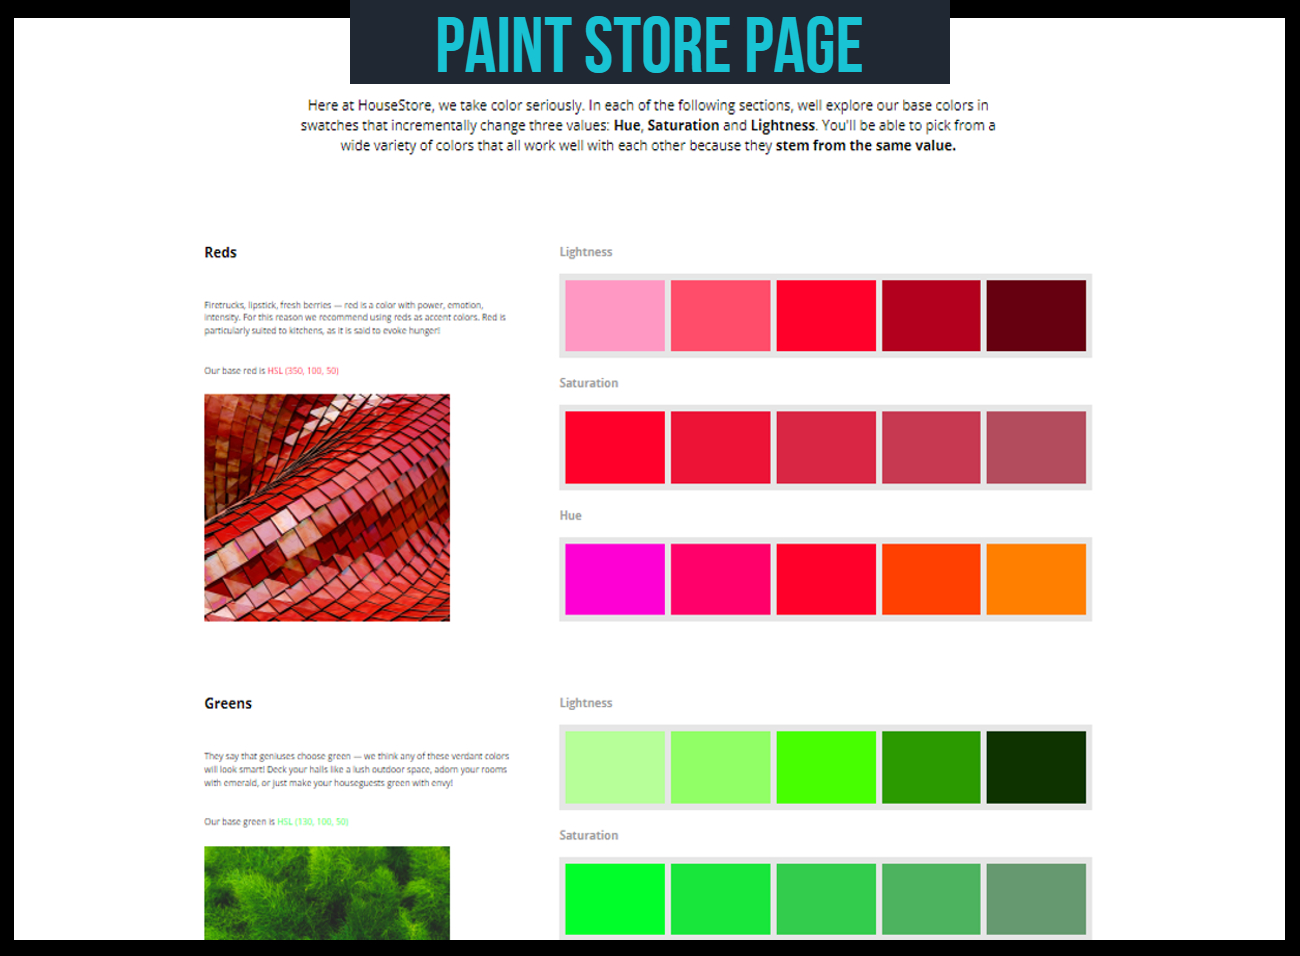 PAINT STORE PAGE
Here at HouseStore, we take color seriously. In each of the following sections, well explore our base colors in
swatches that incrementally change three values: Hue, Saturation and Lightness. You'll be able to pick from a
wide variety of colors that all work well with each other because they stem from the same value.
Reds
Firetrucks, lipstick, fresh berries — red is a color with power, emotion,
intensity. For this reason we recommend using reds as accent colors. Red is
particularly suited to kitchens, as it is said to evoke hunger!
Our base red is HSL (350, 100, 50)
Lightness
Saturation
Hue
Greens
They say that geniuses choose green — we think any of these verdant colors
will look smart! Deck your halls like a lush outdoor space, adorn your rooms
with emerald, or just make your houseguests green with envy!
Our base green is HSL (130, 100, 50)
Lightness
Saturation